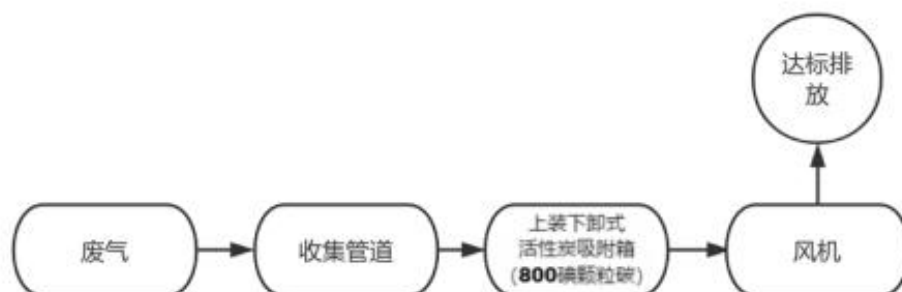 达标排
放
废气
收集管道
上装下卸式
活性炭吸附箱
(800碘颗粒碳)
风机